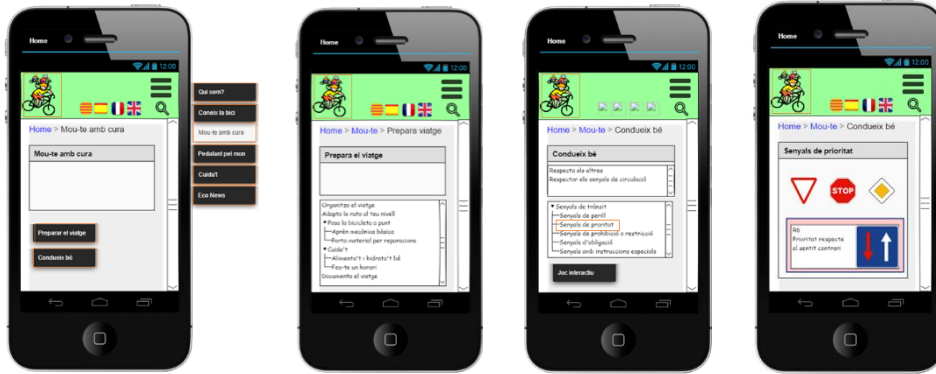 Home
12:00
Home > Mou-te amb cura
Mou-te amb cura
Preparar el viatge
Condueix bé
Qui som?
Coneix la bici
Mou-te amb cura
Pedalant pel mon
Cuida't
Eco News
Home
12:00
Home > Mou-te > Prepara viatge
Prepara el viatge
Organitza el viatge
Adapta la ruta al teu nivell
Posa la bicicleta a punt
Aprèn mecànica bàsica
Porta material per reparacions
Cuida't
Alimenta't i hidrata't bé
Fes-te un horari
Documenta el viatge
Home
12:00
Home > Mou-te > Condueix bé
Condueix bé
Respecta als altres
Respectar els senyals de circulació
Senyals de trànsit
Senyals de perill
Senyals de prioritat
Senyals de prohibició o restricció
Senyals d'obligació
Senyals amb instruccions especials
Joc interactiu
Home
12:00
Home > Mou-te > Condueix bé
Senyals de prioritat
STOP
R6
Prioritat respecte
al sentit contrari